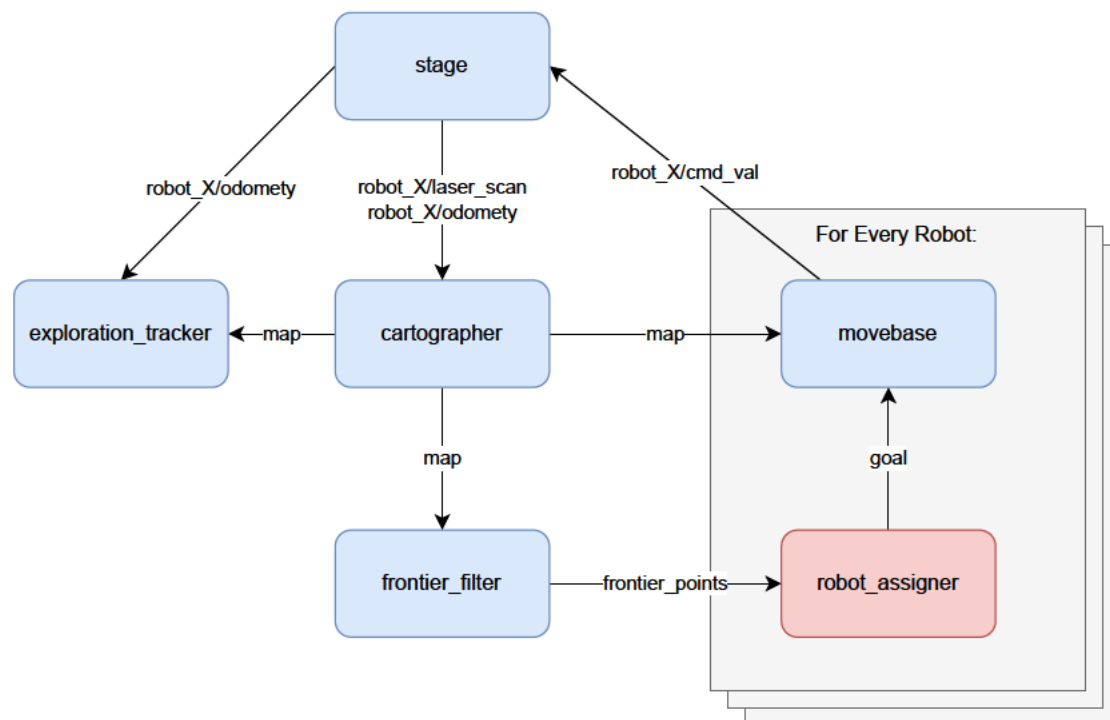 stage
robot_X/odomety
robot_X/laser_scan
robot_X/odomety
robot_X/cmd_val
For Every Robot:
exploration_tracker
map
cartographer
map
movebase
map
goal
frontier_filter
frontier_points
robot_assigner